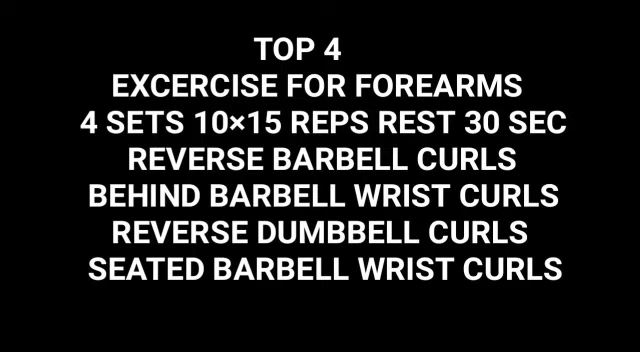 TOP 4
EXCERCISE FOR FOREARMS
4 SETS 10×15 REPS REST 30 SEC
REVERSE BARBELL CURLS
BEHIND BARBELL WRIST CURLS
REVERSE DUMBBELL CURLS
SEATED BARBELL WRIST CURLS